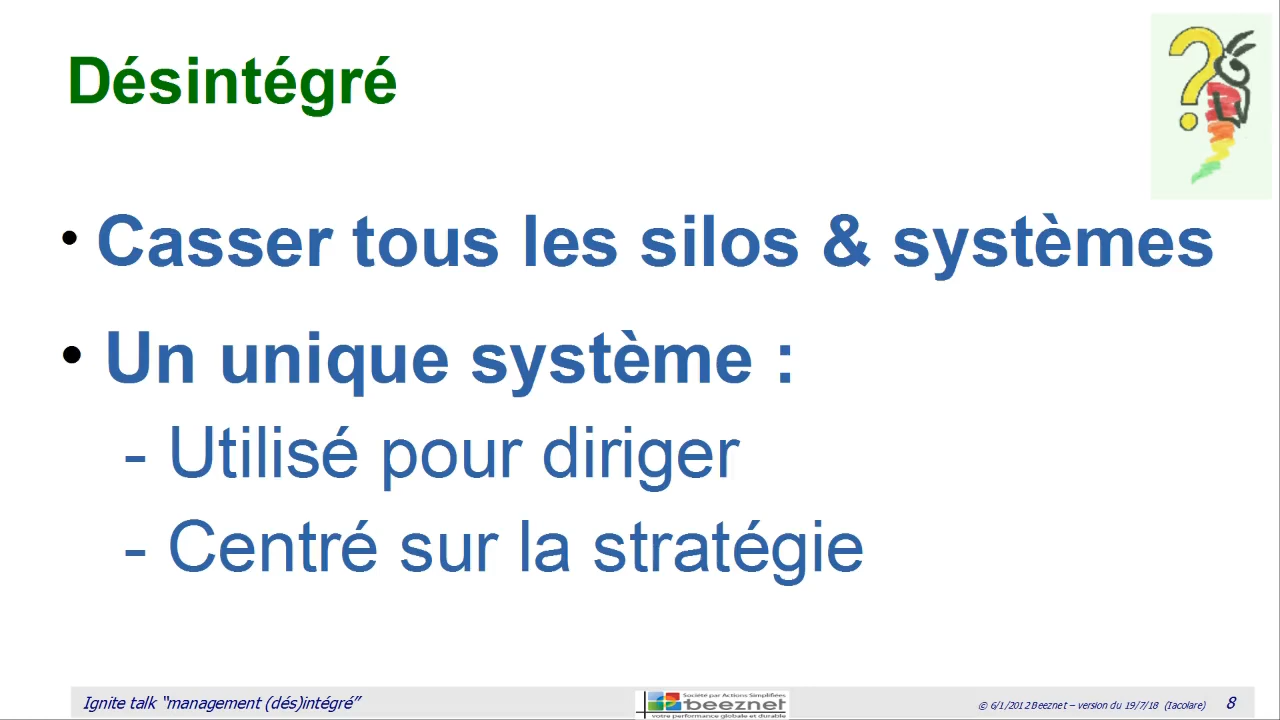 Désintégré
• Casser tous les silos & systèmes
• Un unique système :
- Utilisé pour diriger
- Centré sur la stratégie
Ignite talk “management (dés)intégré”
Société par Actions Simplifiées
beeznet
votre performance globale et durable
© 6/1/2012 Beeznet – version du 19/7/18 (Iacolare)
8